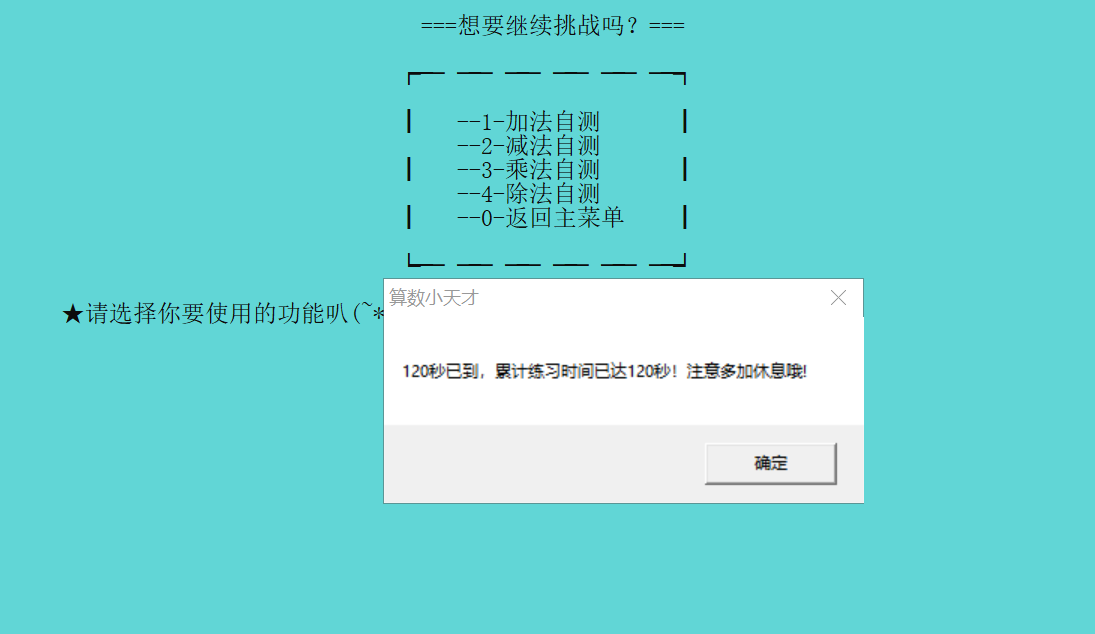 ===想要继续挑战吗？===
--1-加法自测
--2-减法自测
--3-乘法自测
--4-除法自测
--0-返回主菜单
★请选择你要使用的功能叭(~*
算数小天才
120秒已到，累计练习时间已达120秒！注意多加休息哦!
确定